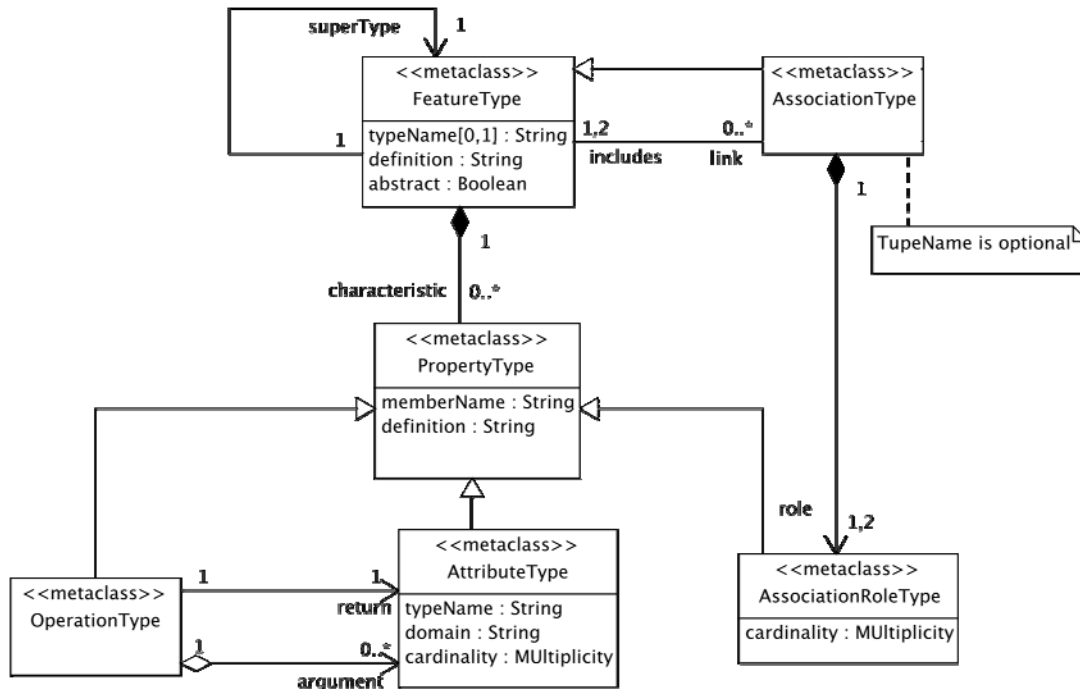 superType
1
<<metaclass>>
FeatureType
typeName[0,1] : String
definition : String
abstract : Boolean
1
<<metaclass>>
AssociationType
1,2
0..*
includes
link
1
TupeName is optional
1
characteristic
0..*
<<metaclass>>
PropertyType
memberName : String
definition : String
role
1,2
<<metaclass>>
OperationType
1
1
return
1
0..*
argument
<<metaclass>>
AttributeType
typeName : String
domain : String
cardinality : MUltiplicity
<<metaclass>>
AssociationRoleType
cardinality : MUltiplicity